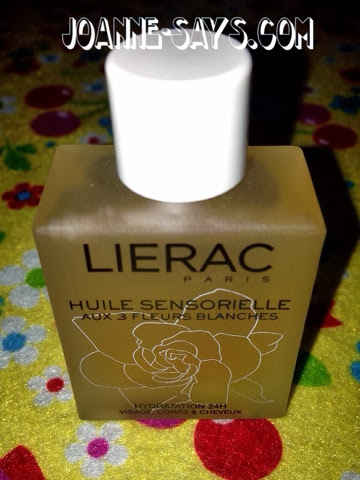 JOANNE-SAYS.COM
LIERAC
PARIS
HUILE SENSORIELLE
AUX 3 FLEURS BLANCHES
HYDRATATION 24H
VISAGE, CORPS & CHEVEUX